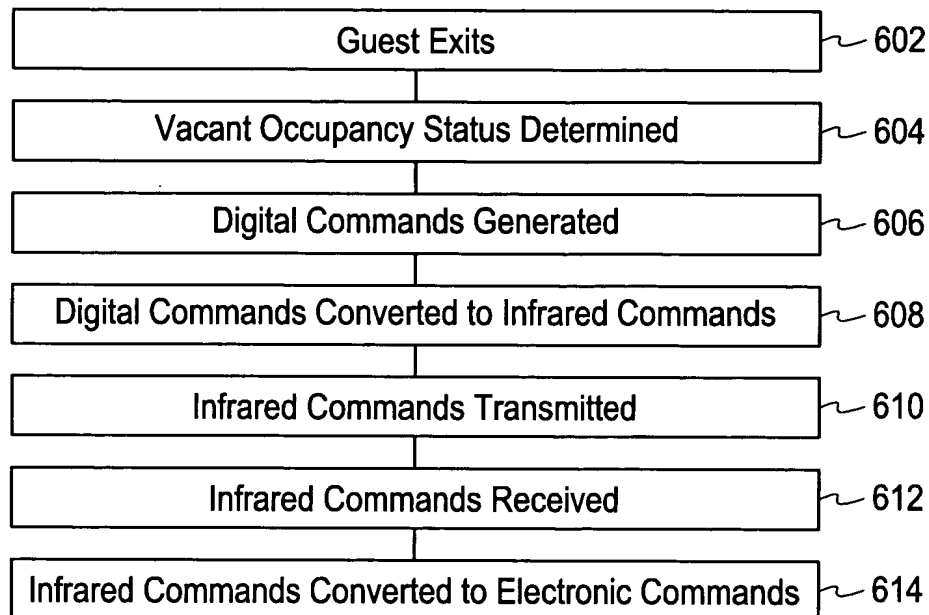 Guest Exits 602
Vacant Occupancy Status Determined 604
Digital Commands Generated 606
Digital Commands Converted to Infrared Commands 608
Infrared Commands Transmitted 610
Infrared Commands Received 612
Infrared Commands Converted to Electronic Commands 614